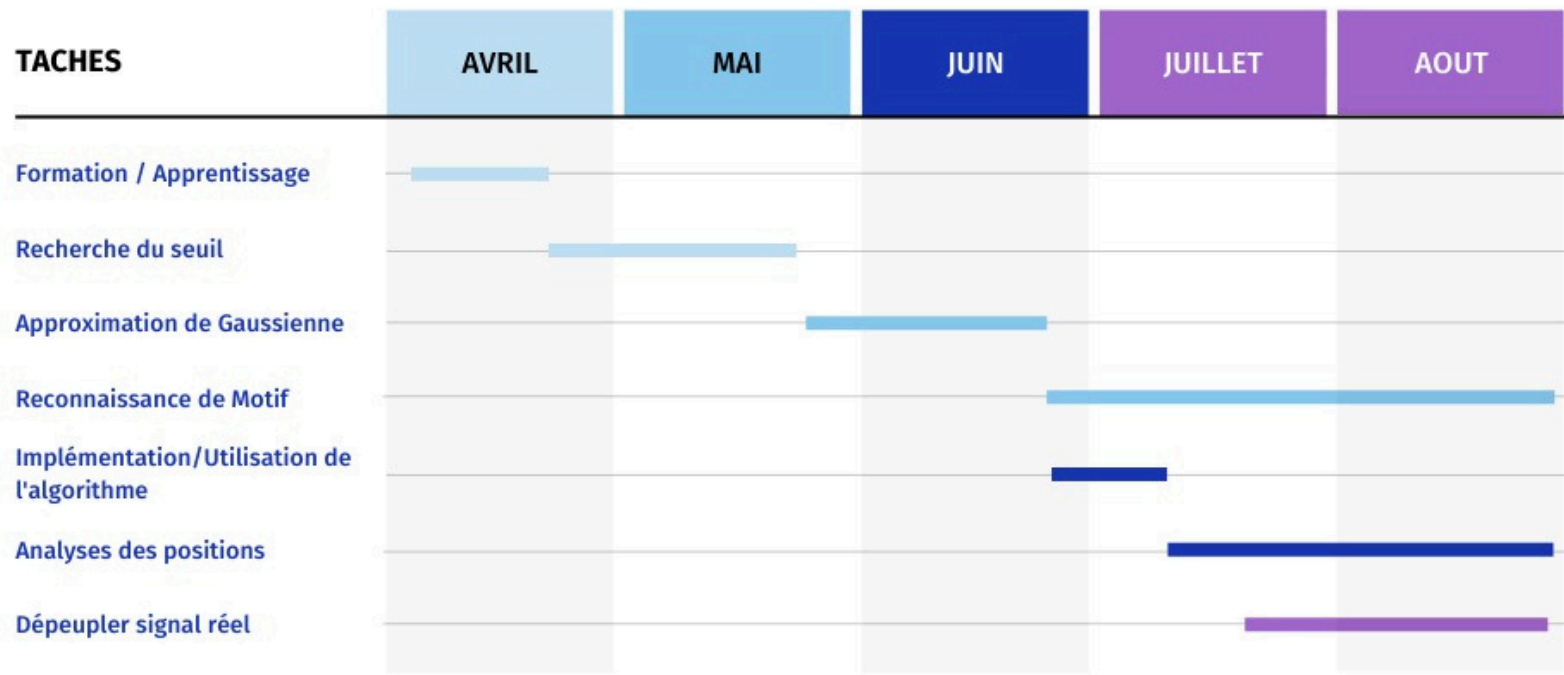 TACHES
AVRIL
MAI
JUIN
JUILLET
AOUT
Formation / Apprentissage
Recherche du seuil
Approximation de Gaussienne
Reconnaissance de Motif
Implémentation/Utilisation de
l'algorithme
Analyses des positions
Dépeupler signal réel